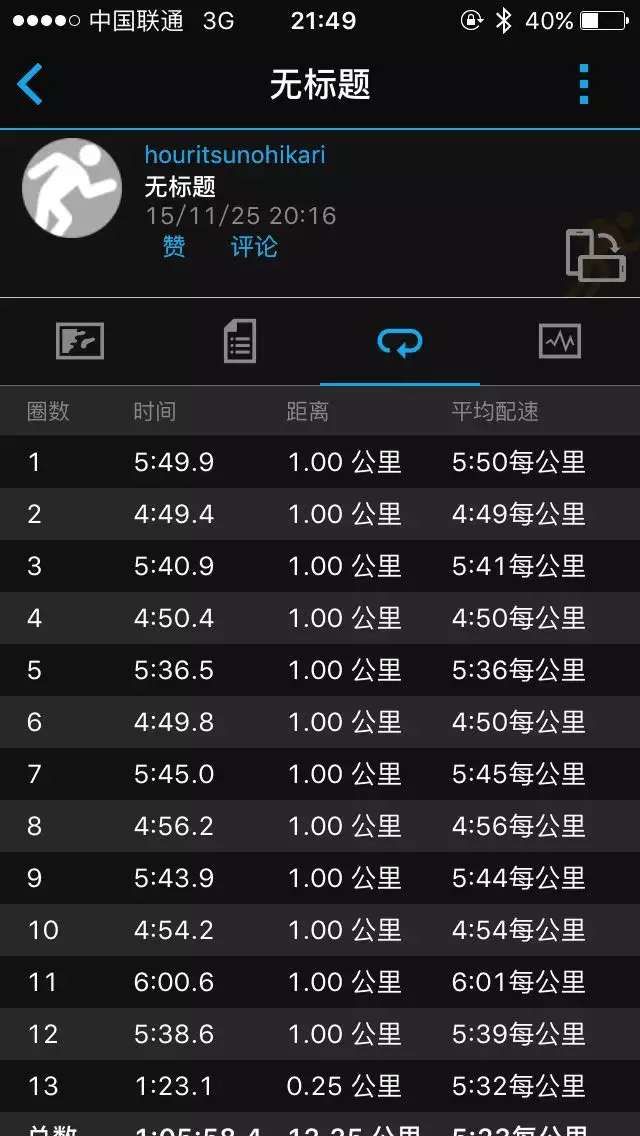 中国联通 3G 21:49 40%
无标题
houritsunohikari
无标题
15/11/25 20:16
赞 评论
圈数 时间 距离 平均配速
1 5:49.9 1.00 公里 5:50每公里
2 4:49.4 1.00 公里 4:49每公里
3 5:40.9 1.00 公里 5:41每公里
4 4:50.4 1.00 公里 4:50每公里
5 5:36.5 1.00 公里 5:36每公里
6 4:49.8 1.00 公里 4:50每公里
7 5:45.0 1.00 公里 5:45每公里
8 4:56.2 1.00 公里 4:56每公里
9 5:43.9 1.00 公里 5:44每公里
10 4:54.2 1.00 公里 4:54每公里
11 6:00.6 1.00 公里 6:01每公里
12 5:38.6 1.00 公里 5:39每公里
13 1:23.1 0.25 公里 5:32每公里
总数 公里 每公里